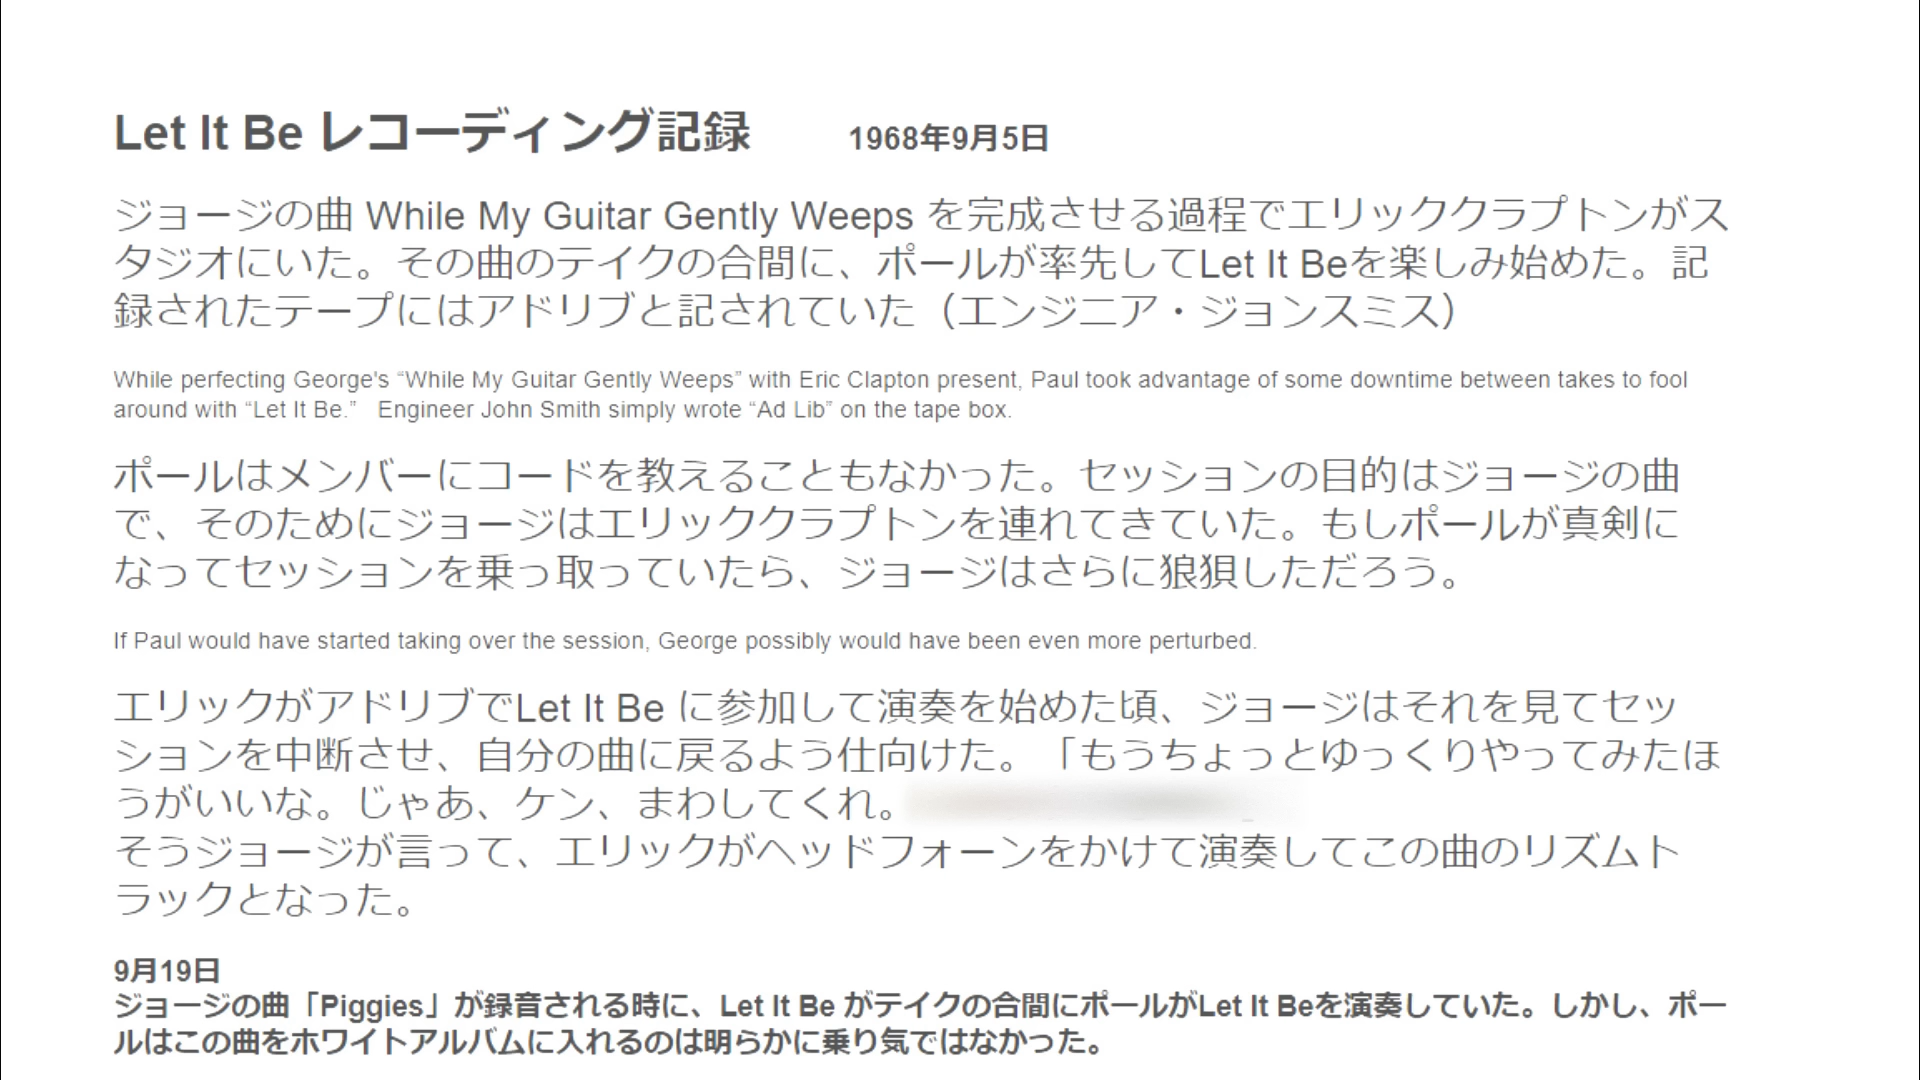 Let It Be レコーディング記録 1968年9月5日
ジョージの曲 While My Guitar Gently Weeps を完成させる過程でエリッククラプトンがス
タジオにいた。その曲のテイクの合間に、ポールが率先してLet It Beを楽しみ始めた。記
録されたテープにはアドリブと記されていた（エンジニア・ジョンスミス）
While perfecting George's “While My Guitar Gently Weeps” with Eric Clapton present, Paul took advantage of some downtime between takes to fool
around with “Let It Be.” Engineer John Smith simply wrote “Ad Lib” on the tape box.
ポールはメンバーにコードを教えることもなかった。セッションの目的はジョージの曲
で、そのためにジョージはエリッククラプトンを連れてきていた。もしポールが真剣に
なってセッションを乗っ取っていたら、ジョージはさらに狼狽しただろう。
If Paul would have started taking over the session, George possibly would have been even more perturbed.
エリックがアドリブでLet It Be に参加して演奏を始めた頃、ジョージはそれを見てセッ
ションを中断させ、自分の曲に戻るよう仕向けた。「もうちょっとゆっくりやってみたほ
うがいいな。じゃあ、ケン、まわしてくれ。
そうジョージが言って、エリックがヘッドフォーンをかけて演奏してこの曲のリズムト
ラックとなった。
9月19日
ジョージの曲「Piggies」が録音される時に、Let It Be がテイクの合間にポールがLet It Beを演奏していた。しかし、ポー
ルはこの曲をホワイトアルバムに入れるのは明らかに乗り気ではなかった。